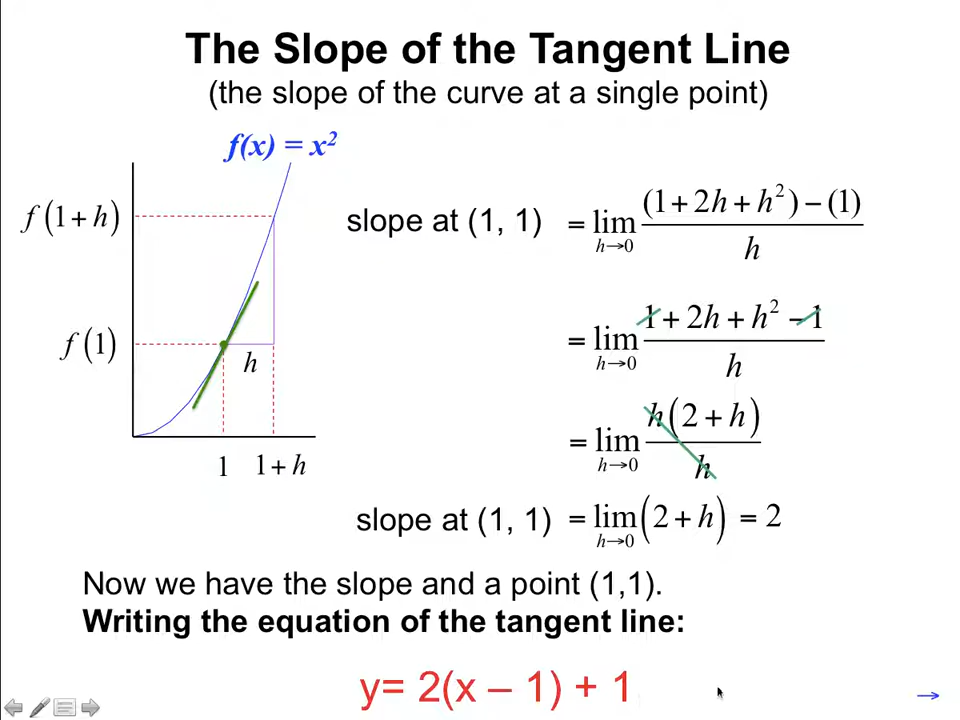 The Slope of the Tangent Line
(the slope of the curve at a single point)
f(x) = x²
f(1+h)
slope at (1, 1) = lim h→0 ((1+2h+h²)−(1))/h
= lim h→0 (1+2h+h²−1)/h
f(1)
h
= lim h→0 h(2+h)/h
1 1+h
slope at (1, 1) = lim h→0 (2+h) = 2
Now we have the slope and a point (1,1).
Writing the equation of the tangent line:
y= 2(x – 1) + 1